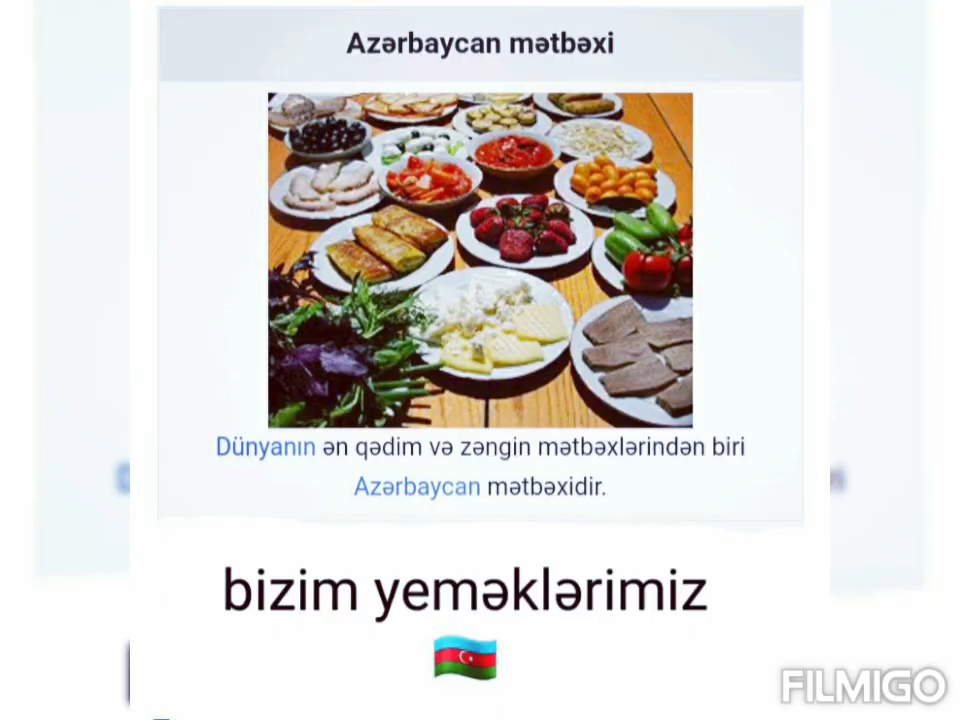 Azərbaycan mətbəxi
Dünyanın ən qədim və zəngin mətbəxlərindən biri
Azərbaycan mətbəxidir.
bizim yeməklərimiz
FILMIGO